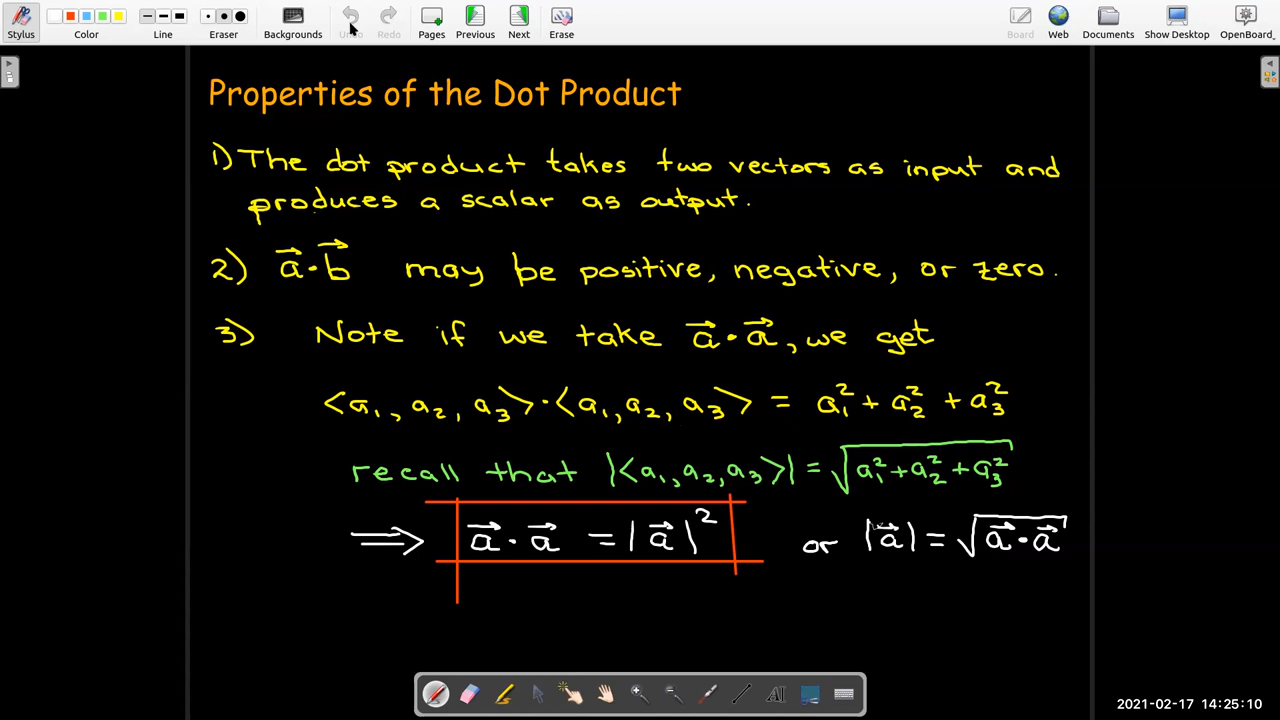 Stylus Color Line Eraser Backgrounds Undo Redo Pages Previous Next Erase Board Web Documents Show Desktop OpenBoard
Properties of the Dot Product
1) The dot product takes two vectors as input and
produces a scalar as output.
2) a⃗·b⃗ may be positive, negative, or zero.
3) Note if we take a⃗·a⃗, we get
<a₁, a₂, a₃>·<a₁, a₂, a₃> = a₁² + a₂² + a₃²
recall that |<a₁, a₂, a₃>| = √(a₁² + a₂² + a₃²)
⟹ a⃗·a⃗ = |a⃗|² or |a⃗| = √(a⃗·a⃗)
AI
2021-02-17 14:25:10